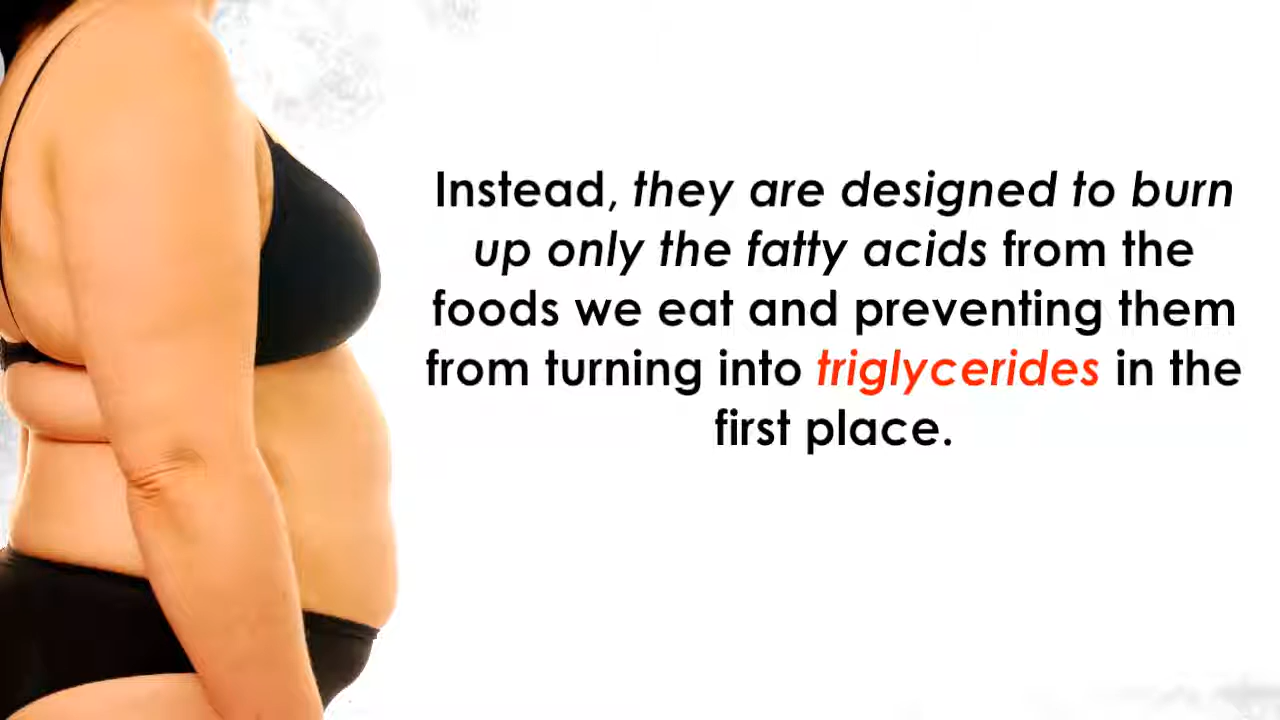 Instead, they are designed to burn
up only the fatty acids from the
foods we eat and preventing them
from turning into triglycerides in the
first place.